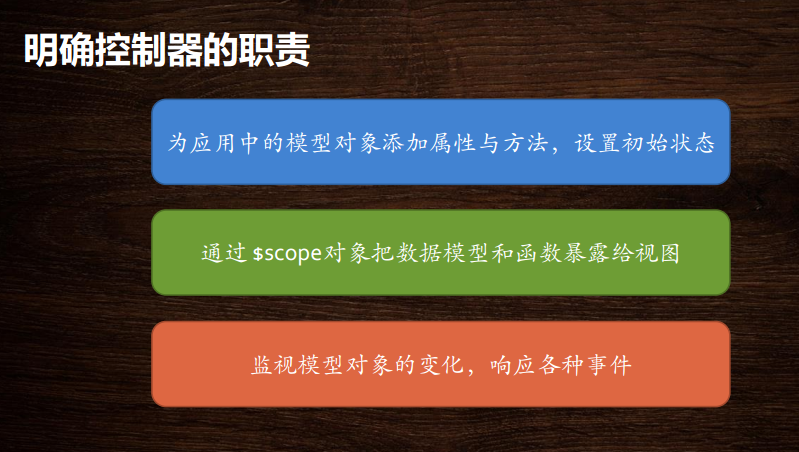 明确控制器的职责
为应用中的模型对象添加属性与方法，设置初始状态
通过 $scope对象把数据模型和函数暴露给视图
监视模型对象的变化，响应各种事件